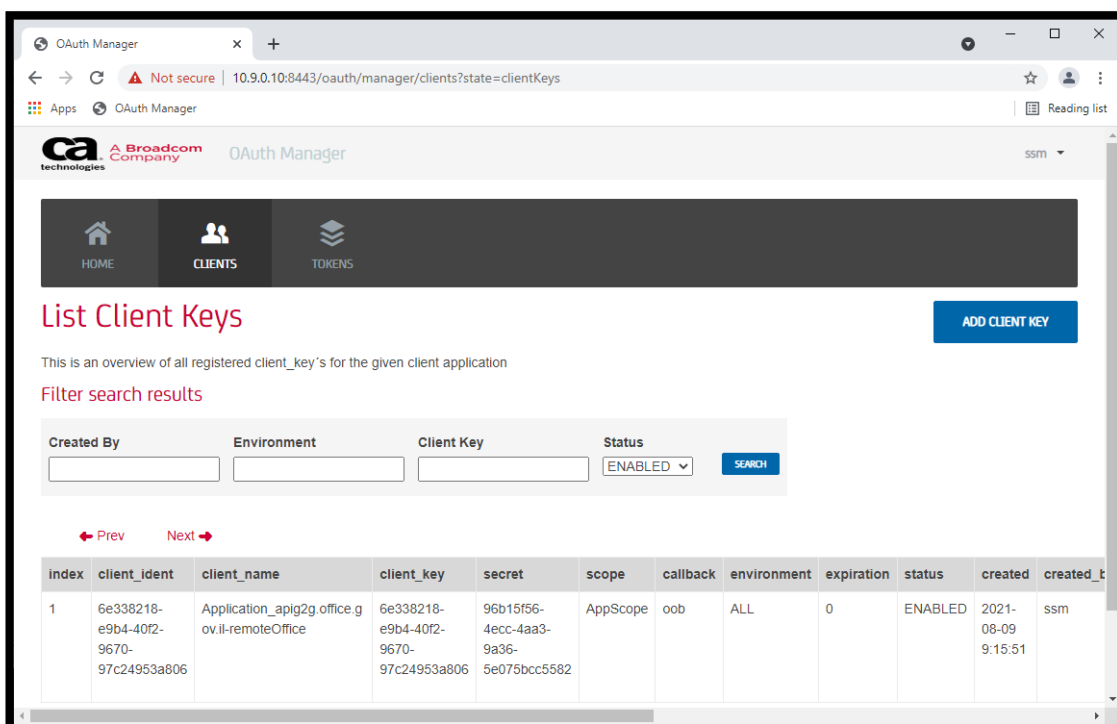 OAuth Manager
Not secure | 10.9.0.10:8443/oauth/manager/clients?state=clientKeys
Apps OAuth Manager Reading list
ca technologies A Broadcom Company OAuth Manager ssm
HOME CLIENTS TOKENS
List Client Keys
ADD CLIENT KEY
This is an overview of all registered client_key´s for the given client application
Filter search results
Created By Environment Client Key Status
ENABLED SEARCH
Prev Next
index client_ident client_name client_key secret scope callback environment expiration status created created_b
1 6e338218- Application_apig2g.office.g 6e338218- 96b15f56- AppScope oob ALL 0 ENABLED 2021- ssm
e9b4-40f2- ov.il-remoteOffice e9b4-40f2- 4ecc-4aa3- 08-09
9670- 9670- 9a36- 9:15:51
97c24953a806 97c24953a806 5e075bcc5582